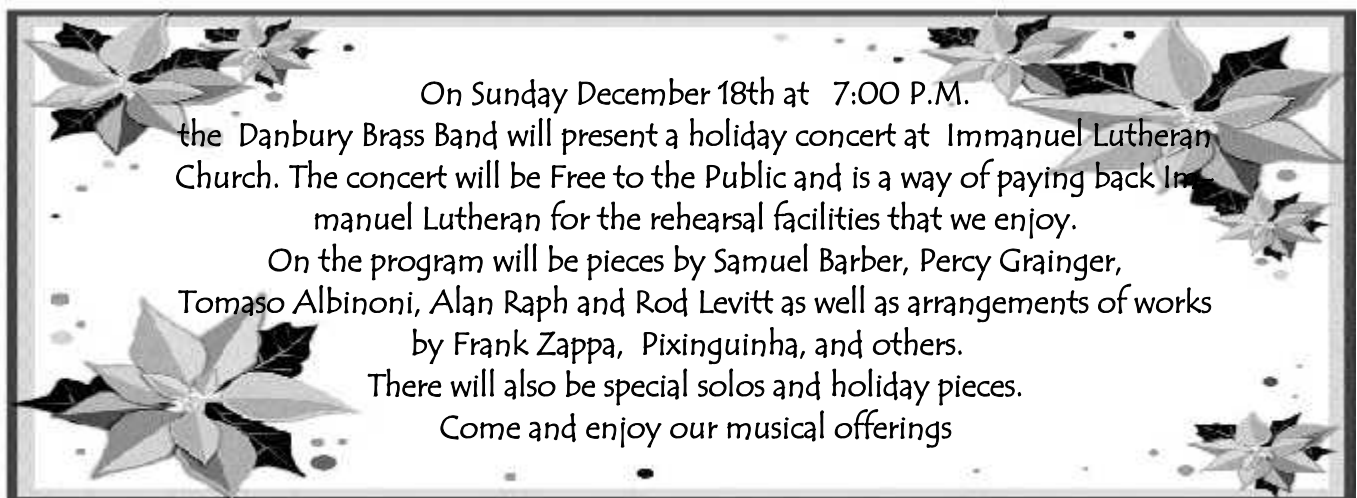 On Sunday December 18th at 7:00 P.M.
the Danbury Brass Band will present a holiday concert at Immanuel Lutheran
Church. The concert will be Free to the Public and is a way of paying back Im-
manuel Lutheran for the rehearsal facilities that we enjoy.
On the program will be pieces by Samuel Barber, Percy Grainger,
Tomaso Albinoni, Alan Raph and Rod Levitt as well as arrangements of works
by Frank Zappa, Pixinguinha, and others.
There will also be special solos and holiday pieces.
Come and enjoy our musical offerings